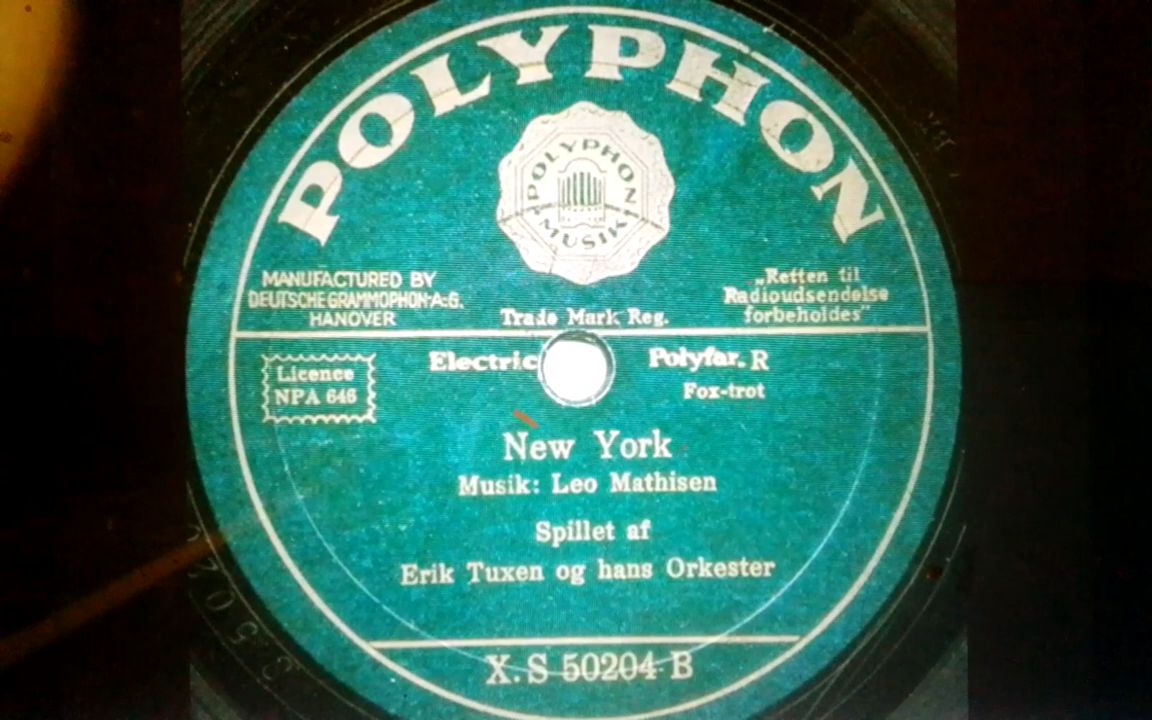 POLYPHON
POLYPHON
MUSIK
MANUFACTURED BY
DEUTSCHE GRAMMOPHON-A-G.
HANOVER
Trade Mark Reg.
„Retten til
Radioudsendelse
forbeholdes"
Licence
NPA 646
Electric
Polyfar. R
Fox-trot
New York
Musik: Leo Mathisen
Spillet af
Erik Tuxen og hans Orkester
X. S 50204-B